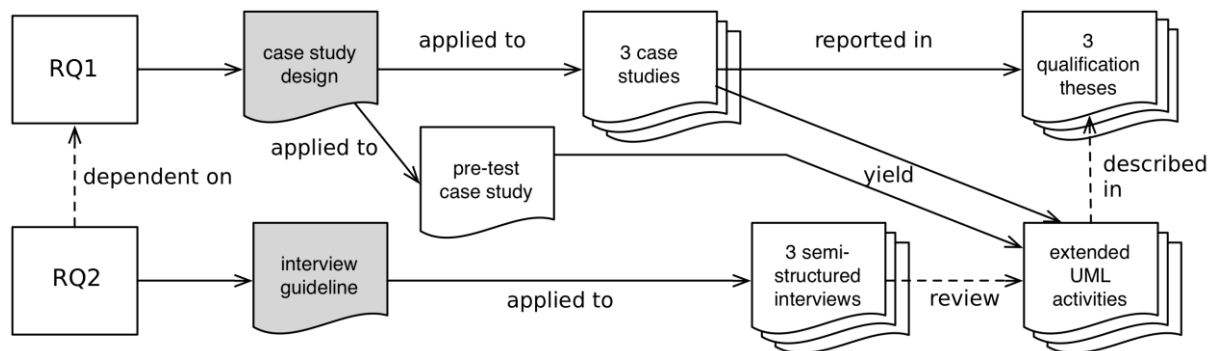 RQ1
case study
design
applied to
3 case
studies
reported in
3
qualification
theses
applied to
pre-test
case study
yield
dependent on
described
in
RQ2
interview
guideline
applied to
3 semi-
structured
interviews
review
extended
UML
activities